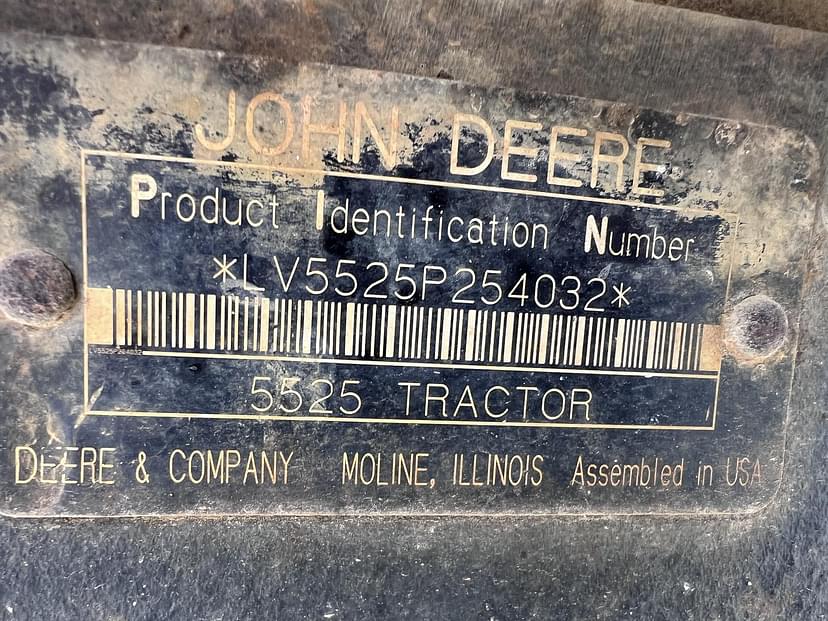 JOHN DEERE
Product Identification Number
*LV5525P254032*
5525 TRACTOR
DEERE & COMPANY MOLINE, ILLINOIS Assembled in USA